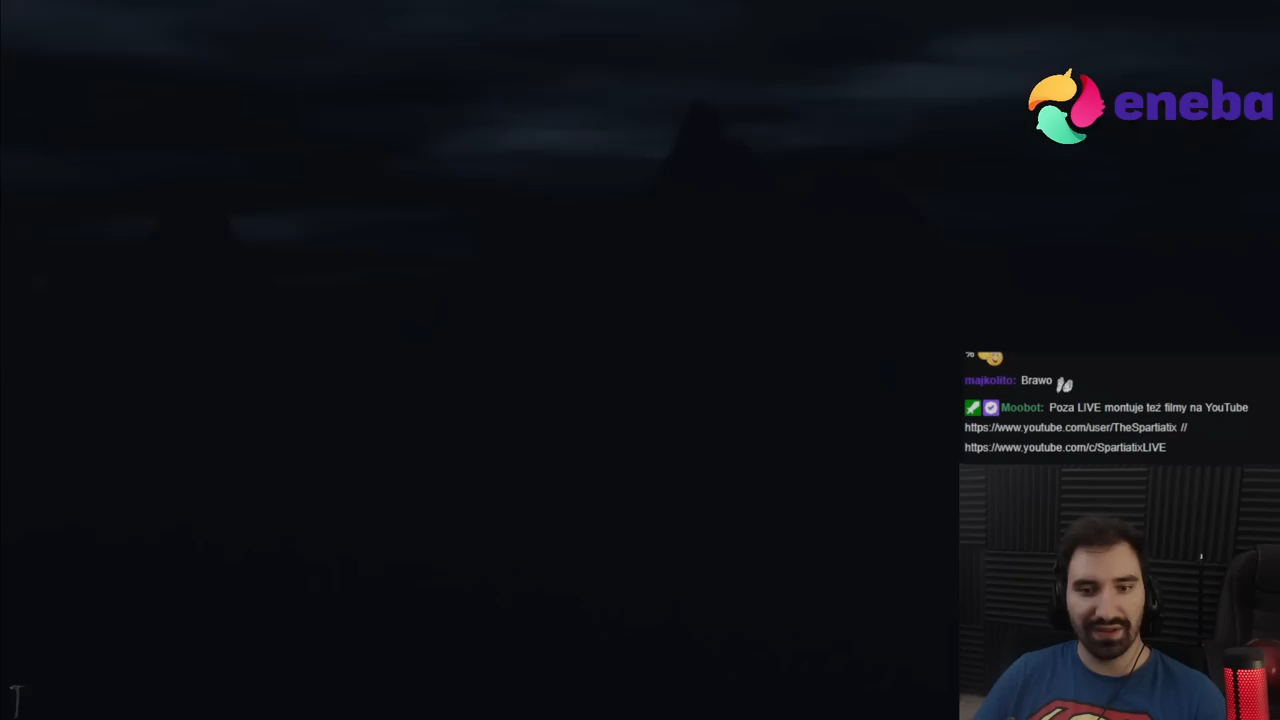 eneba
majkolito: Brawo
Moobot: Poza LIVE montuje też filmy na YouTube
https://www.youtube.com/user/TheSpartiatix //
https://www.youtube.com/c/SpartiatixLIVE